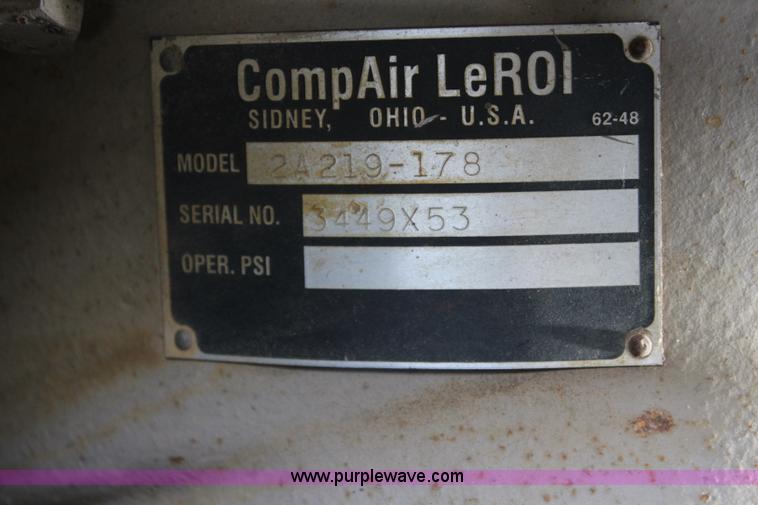 CompAir LeROI
SIDNEY, OHIO - U.S.A. 62-48
MODEL 2A219-178
SERIAL NO. 3449X53
OPER. PSI
www.purplewave.com